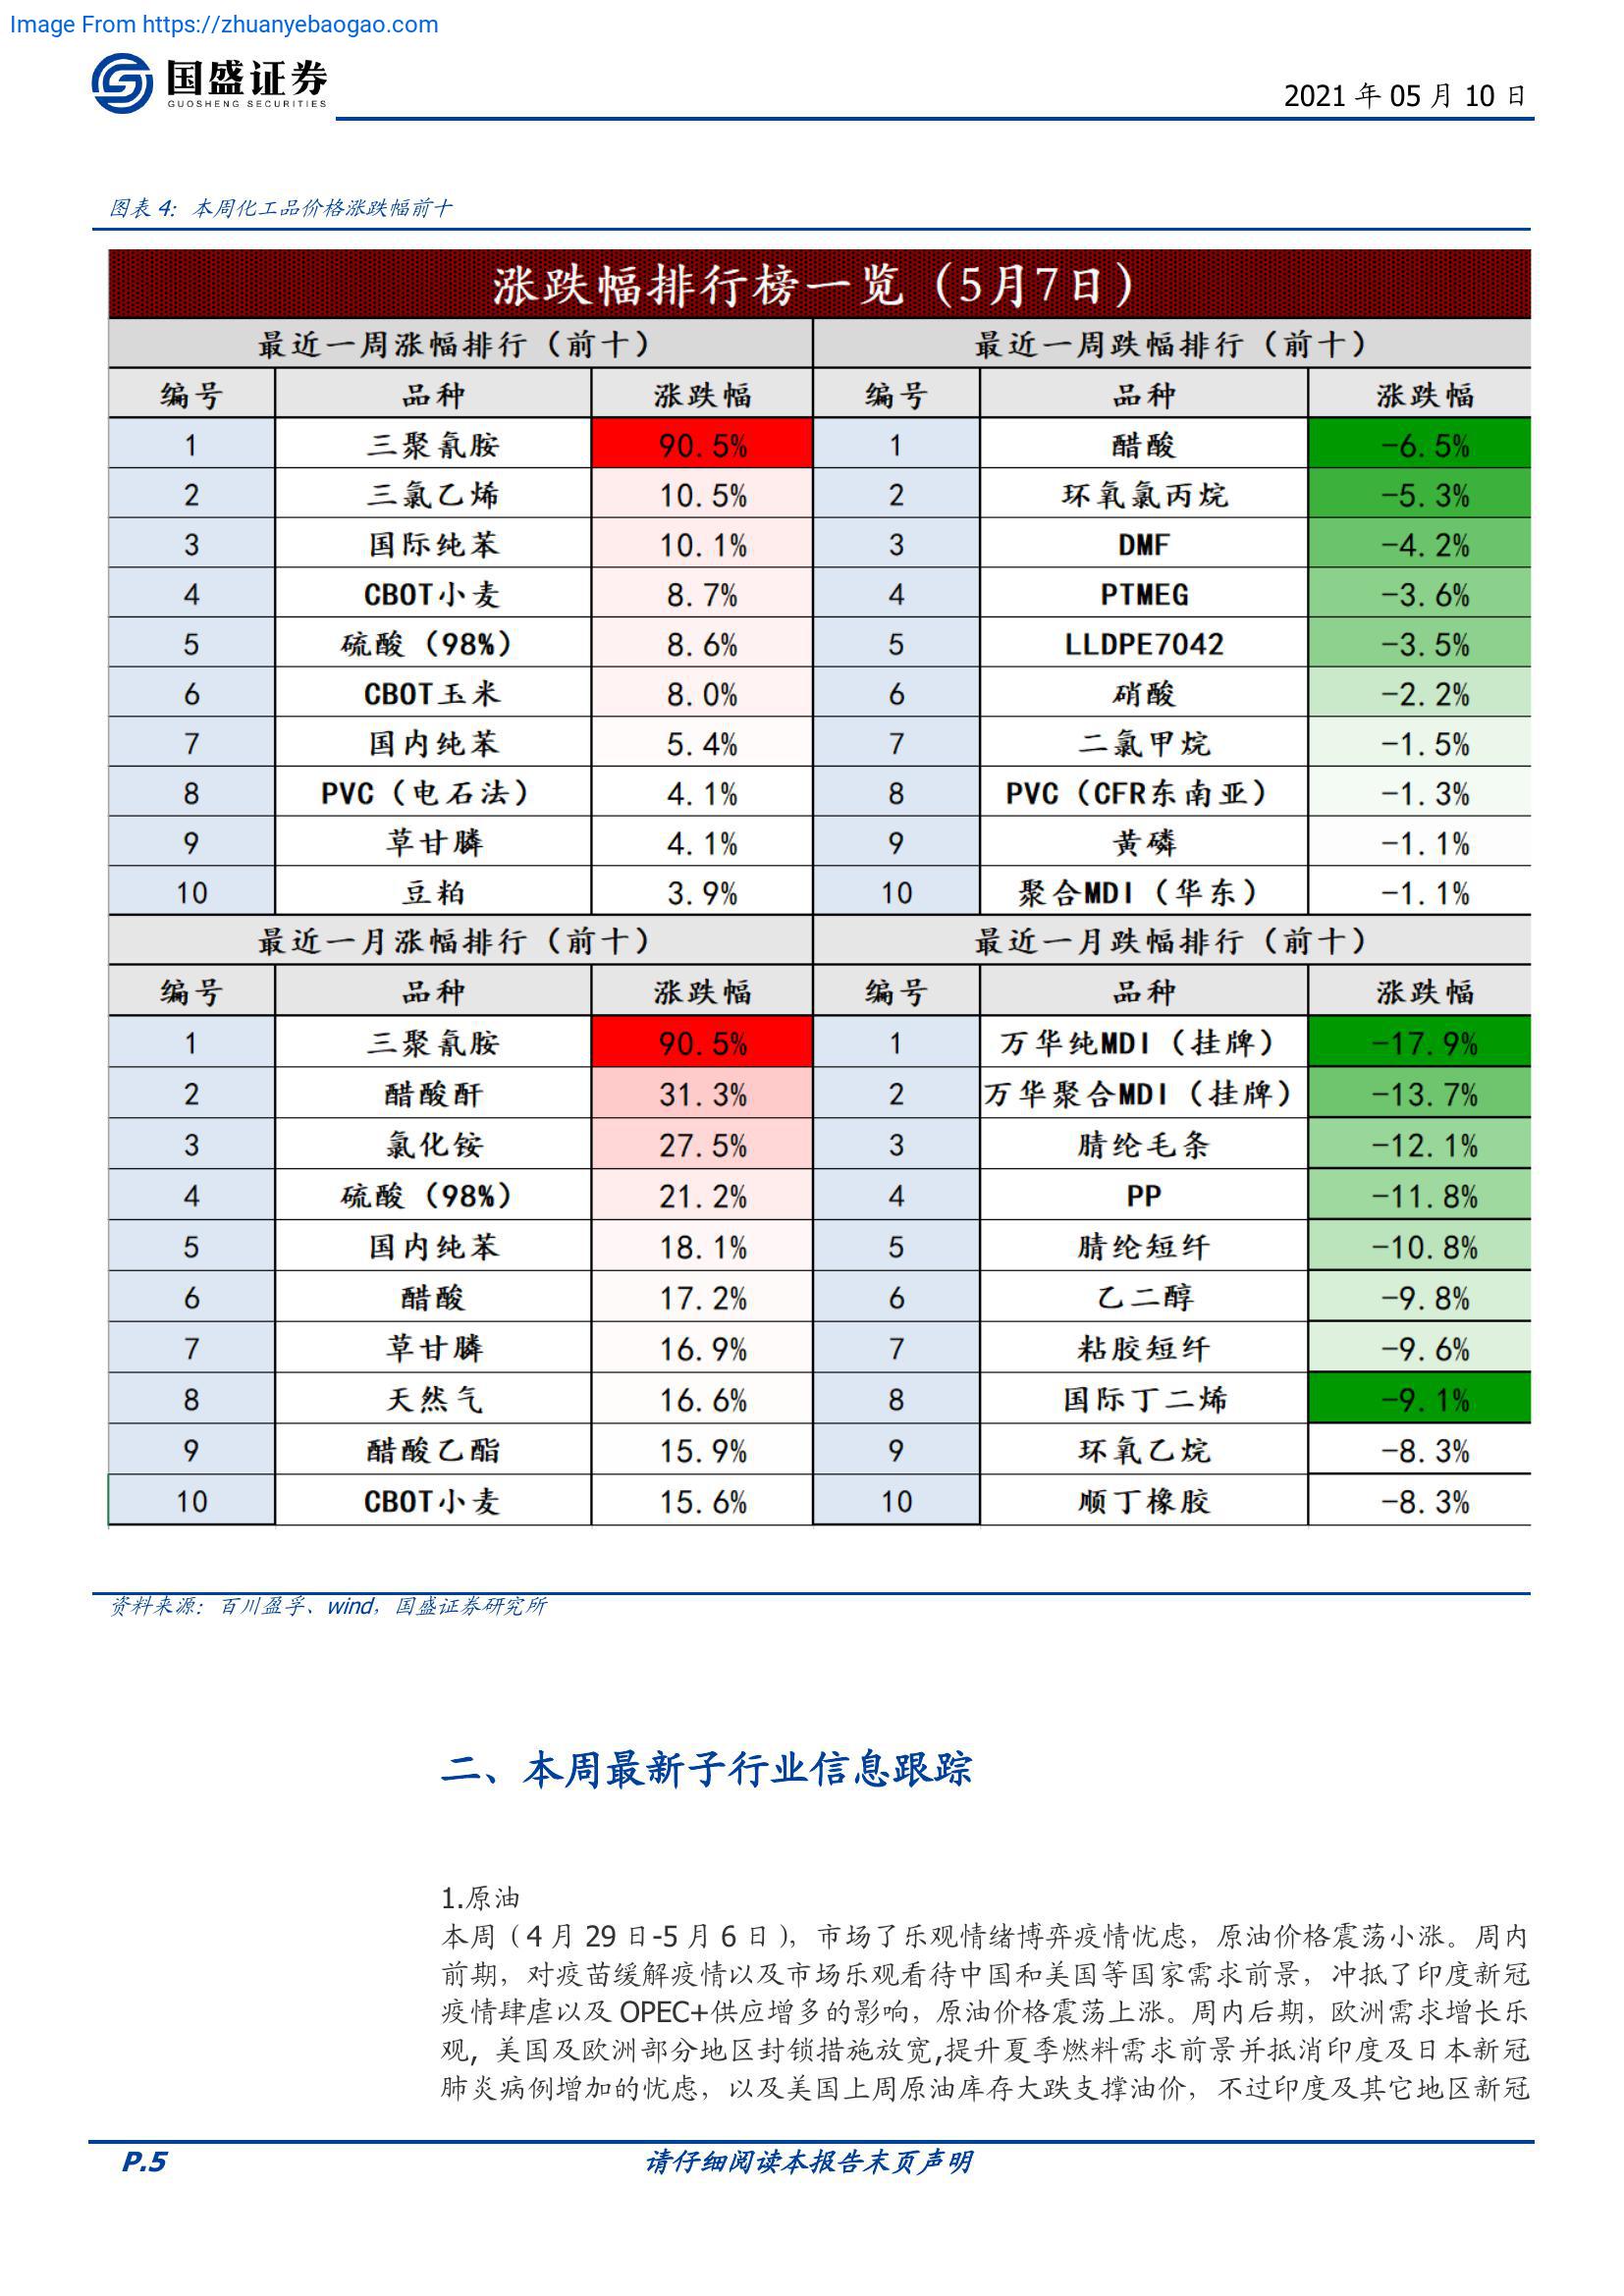 Image From https://zhuanyebaogao.com
国盛证券
GUOSHENG SECURITIES
2021 年 05 月 10 日
图表 4：本周化工品价格涨跌幅前十
涨跌幅排行榜一览（5月7日）
最近一周涨幅排行（前十） 最近一周跌幅排行（前十）
编号 品种 涨跌幅 编号 品种 涨跌幅
1 三聚氰胺 90.5% 1 醋酸 -6.5%
2 三氯乙烯 10.5% 2 环氧氯丙烷 -5.3%
3 国际纯苯 10.1% 3 DMF -4.2%
4 CBOT小麦 8.7% 4 PTMEG -3.6%
5 硫酸（98%） 8.6% 5 LLDPE7042 -3.5%
6 CBOT玉米 8.0% 6 硝酸 -2.2%
7 国内纯苯 5.4% 7 二氯甲烷 -1.5%
8 PVC（电石法） 4.1% 8 PVC（CFR东南亚） -1.3%
9 草甘膦 4.1% 9 黄磷 -1.1%
10 豆粕 3.9% 10 聚合MDI（华东） -1.1%
最近一月涨幅排行（前十） 最近一月跌幅排行（前十）
编号 品种 涨跌幅 编号 品种 涨跌幅
1 三聚氰胺 90.5% 1 万华纯MDI（挂牌） -17.9%
2 醋酸酐 31.3% 2 万华聚合MDI（挂牌） -13.7%
3 氯化铵 27.5% 3 腈纶毛条 -12.1%
4 硫酸（98%） 21.2% 4 PP -11.8%
5 国内纯苯 18.1% 5 腈纶短纤 -10.8%
6 醋酸 17.2% 6 乙二醇 -9.8%
7 草甘膦 16.9% 7 粘胶短纤 -9.6%
8 天然气 16.6% 8 国际丁二烯 -9.1%
9 醋酸乙酯 15.9% 9 环氧乙烷 -8.3%
10 CBOT小麦 15.6% 10 顺丁橡胶 -8.3%
资料来源：百川盈孚、wind，国盛证券研究所
二、本周最新子行业信息跟踪
1.原油
本周（4 月 29 日-5 月 6 日），市场了乐观情绪博弈疫情忧虑，原油价格震荡小涨。周内
前期，对疫苗缓解疫情以及市场乐观看待中国和美国等国家需求前景，冲抵了印度新冠
疫情肆虐以及 OPEC+供应增多的影响，原油价格震荡上涨。周内后期，欧洲需求增长乐
观, 美国及欧洲部分地区封锁措施放宽,提升夏季燃料需求前景并抵消印度及日本新冠
肺炎病例增加的忧虑，以及美国上周原油库存大跌支撑油价，不过印度及其它地区新冠
P.5 请仔细阅读本报告末页声明